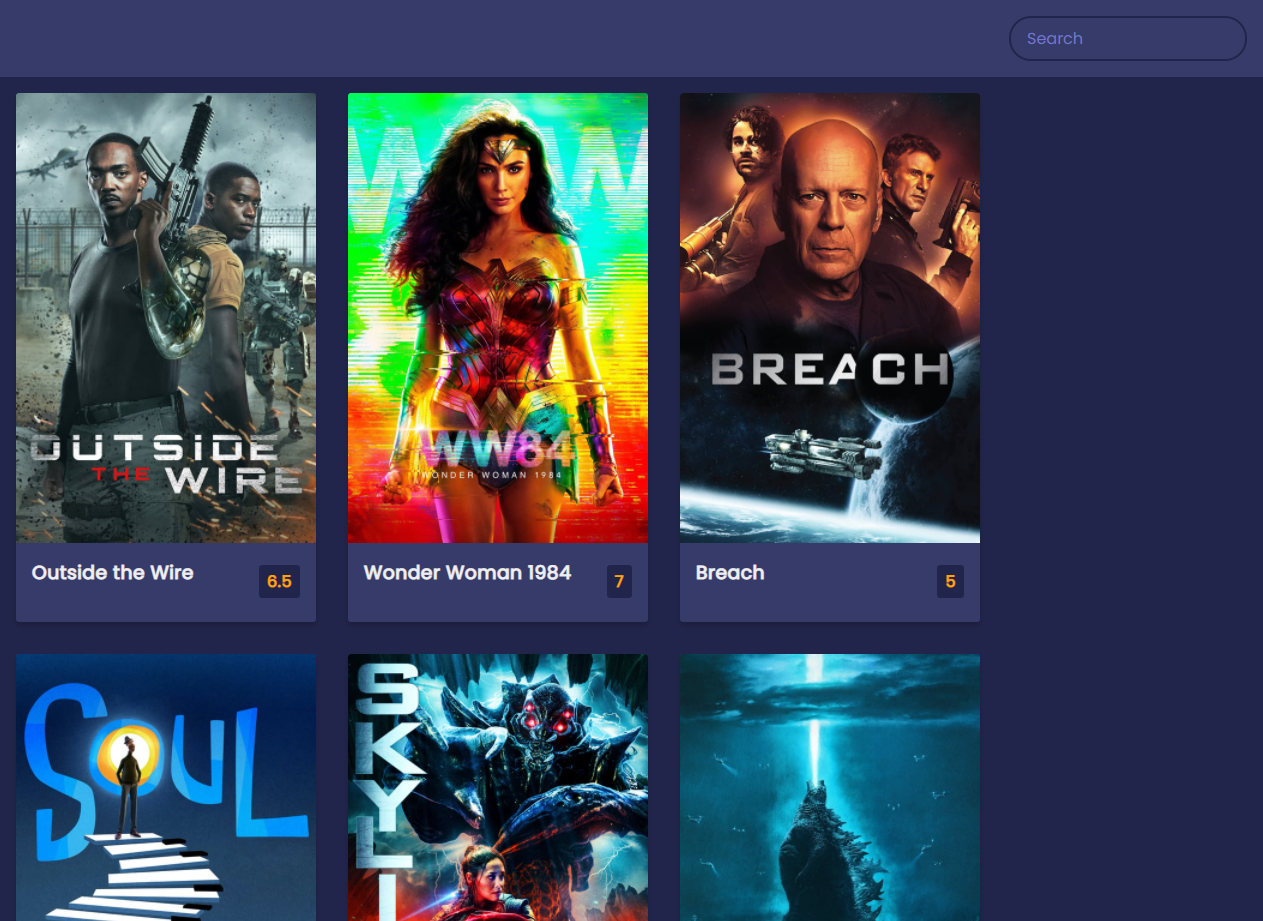 Search
OUTSiDE
THE WIRE
WW84
WONDER WOMAN 1984
BREACH
Outside the Wire
6.5
Wonder Woman 1984
7
Breach
5
SOUL
SKYLI